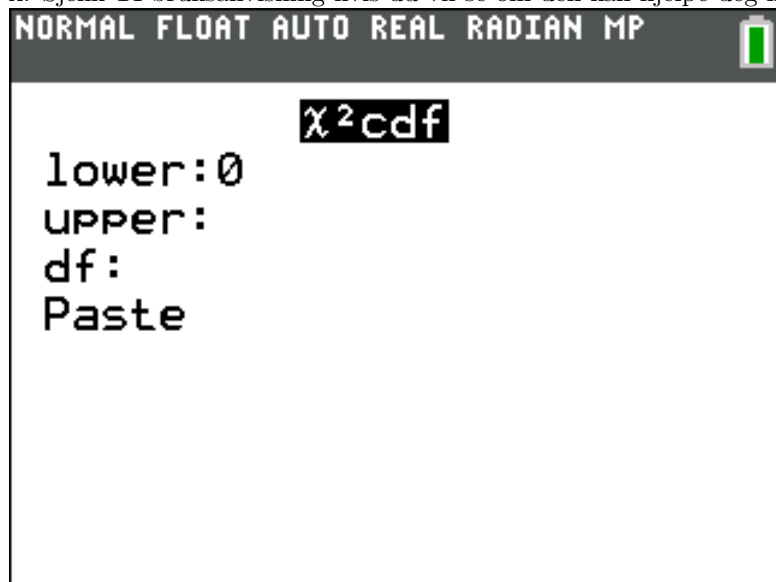 NORMAL FLOAT AUTO REAL RADIAN MP
χ²cdf
lower:0
upper:
df:
Paste